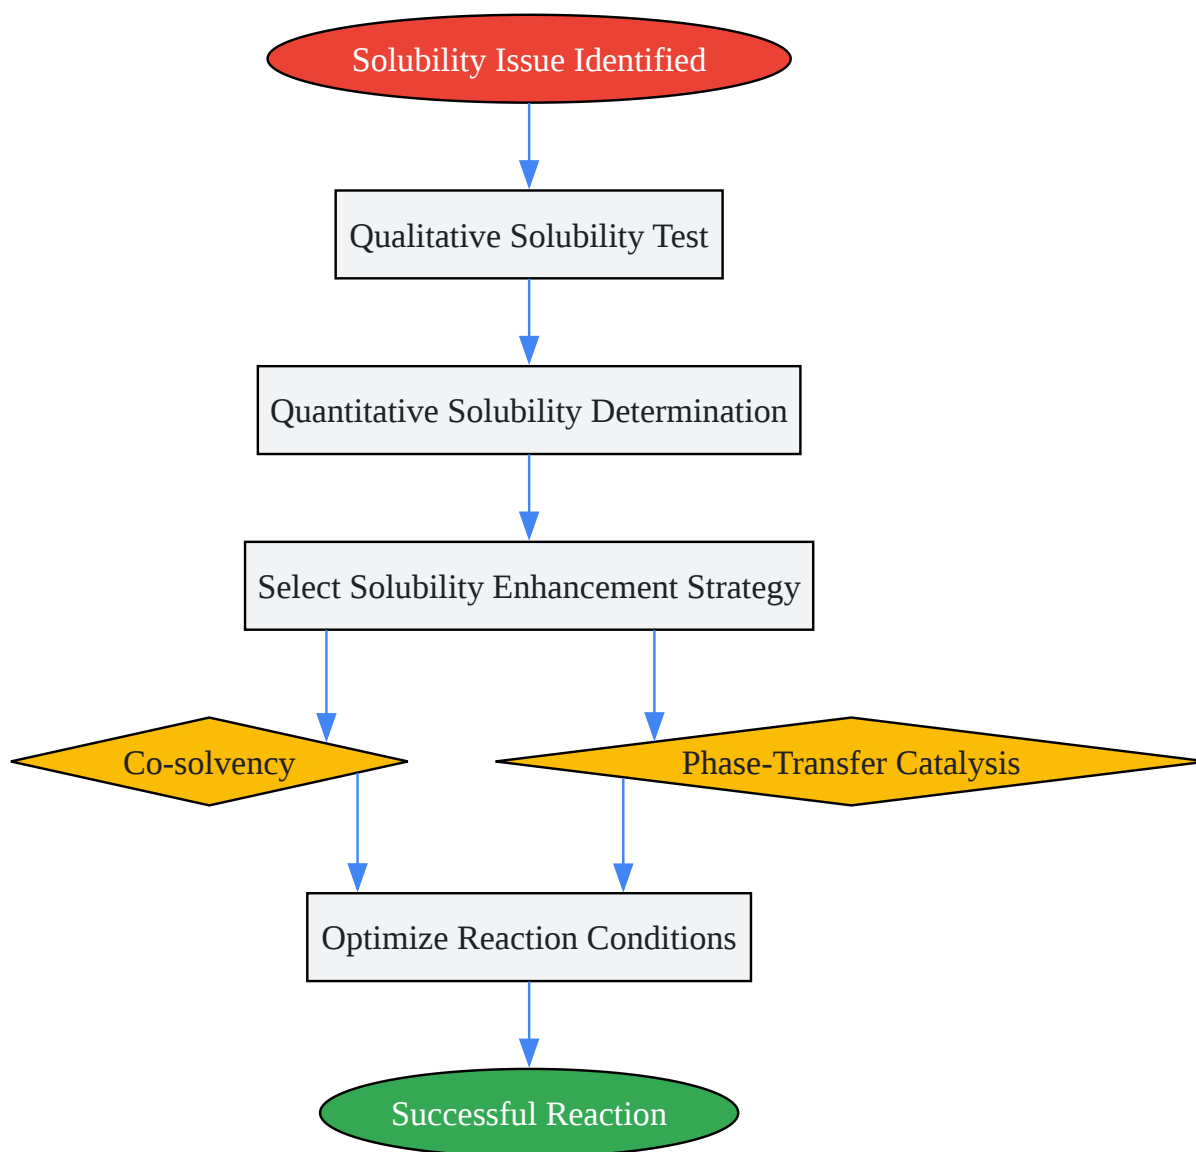 Solubility Issue Identified
Qualitative Solubility Test
Quantitative Solubility Determination
Select Solubility Enhancement Strategy
Co-solvency
Phase-Transfer Catalysis
Optimize Reaction Conditions
Successful Reaction